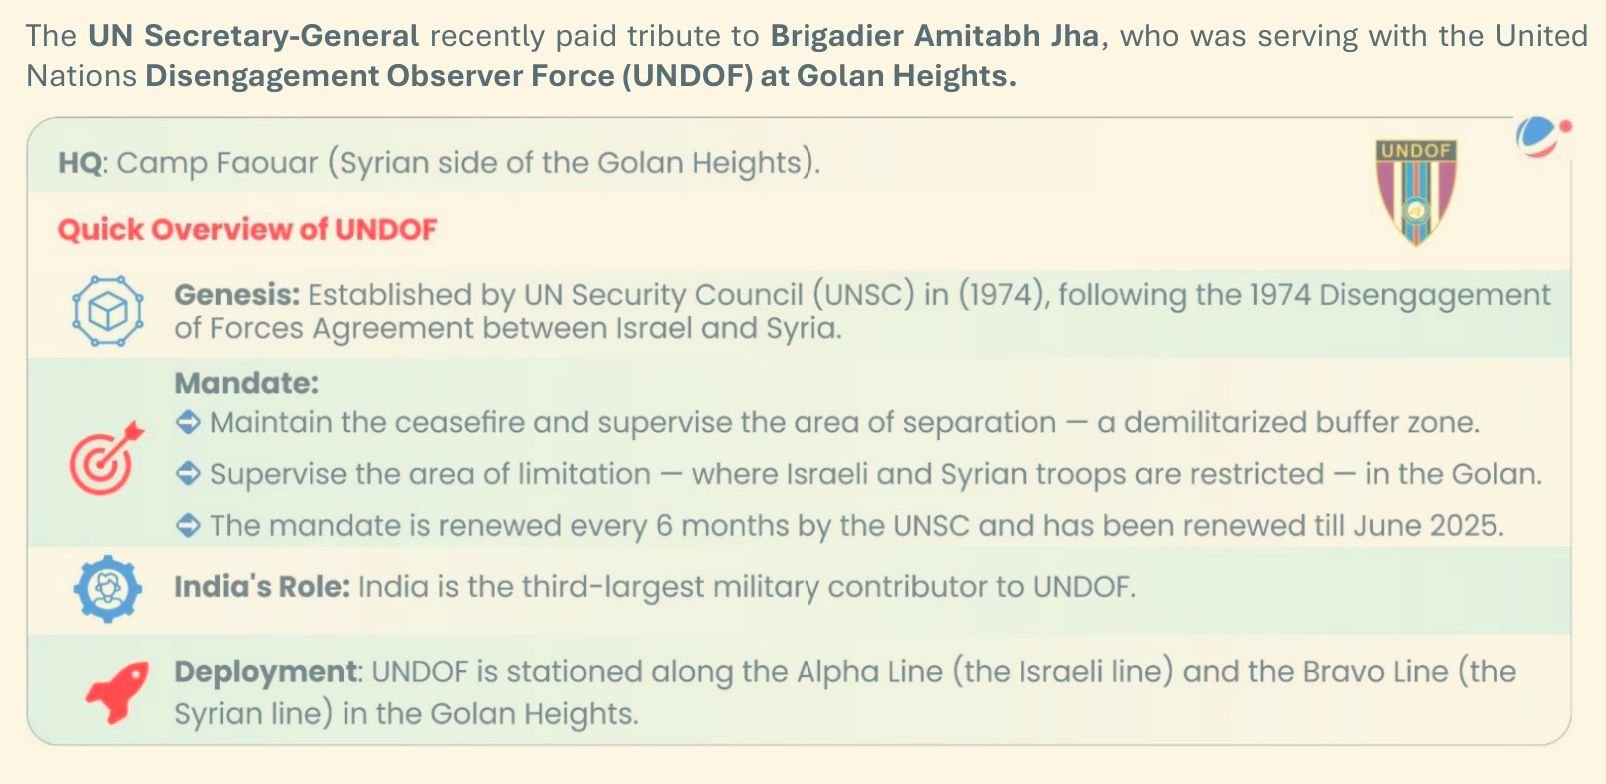 The UN Secretary-General recently paid tribute to Brigadier Amitabh Jha, who was serving with the United
Nations Disengagement Observer Force (UNDOF) at Golan Heights.
HQ: Camp Faouar (Syrian side of the Golan Heights).
UNDOF
Quick Overview of UNDOF
Genesis: Established by UN Security Council (UNSC) in (1974), following the 1974 Disengagement
of Forces Agreement between Israel and Syria.
Mandate:
Maintain the ceasefire and supervise the area of separation — a demilitarized buffer zone.
Supervise the area of limitation — where Israeli and Syrian troops are restricted — in the Golan.
The mandate is renewed every 6 months by the UNSC and has been renewed till June 2025.
India's Role: India is the third-largest military contributor to UNDOF.
Deployment: UNDOF is stationed along the Alpha Line (the Israeli line) and the Bravo Line (the
Syrian line) in the Golan Heights.